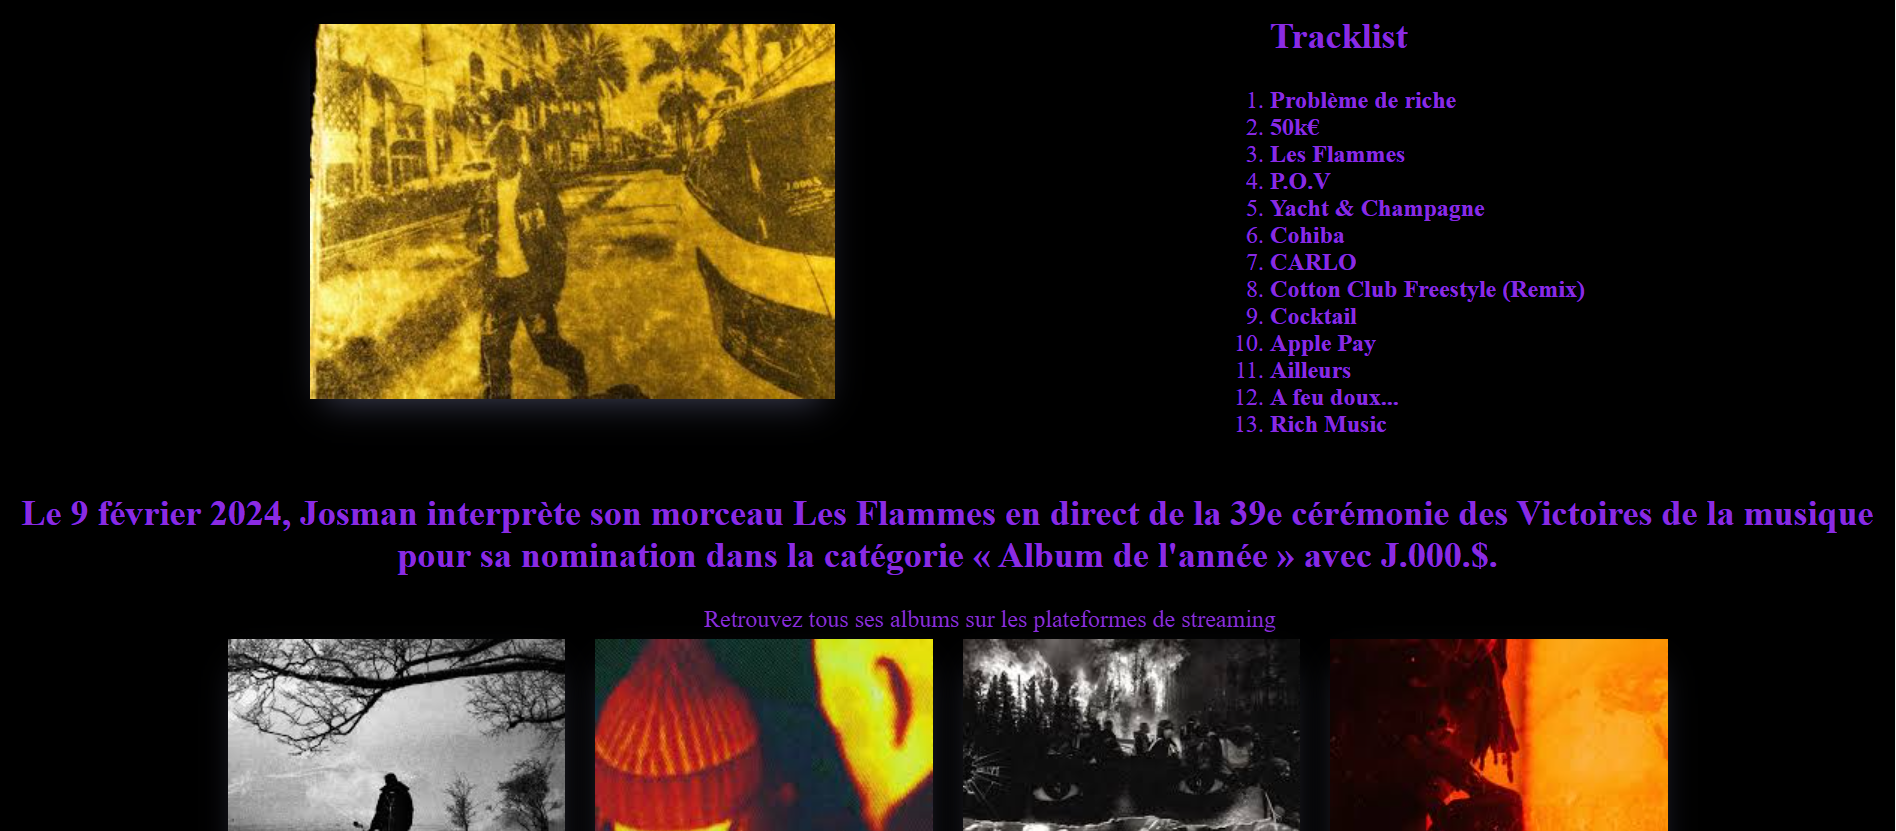 Tracklist
1. Problème de riche
2. 50k€
3. Les Flammes
4. P.O.V
5. Yacht & Champagne
6. Cohiba
7. CARLO
8. Cotton Club Freestyle (Remix)
9. Cocktail
10. Apple Pay
11. Ailleurs
12. A feu doux...
13. Rich Music
Le 9 février 2024, Josman interprète son morceau Les Flammes en direct de la 39e cérémonie des Victoires de la musique
pour sa nomination dans la catégorie « Album de l'année » avec J.000.$.
Retrouvez tous ses albums sur les plateformes de streaming